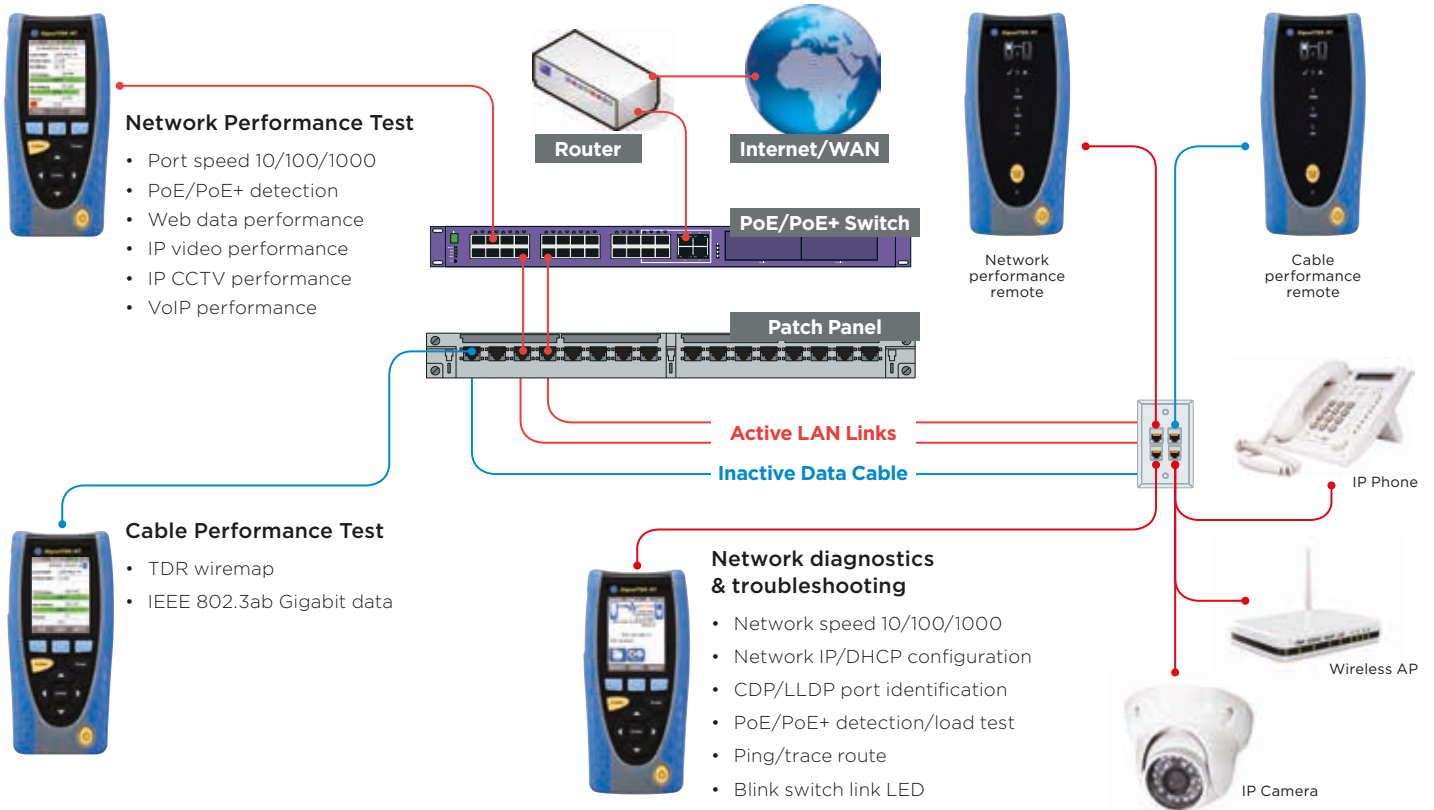 Network Performance Test
• Port speed 10/100/1000
• PoE/PoE+ detection
• Web data performance
• IP video performance
• IP CCTV performance
• VoIP performance
Router
Internet/WAN
PoE/PoE+ Switch
Patch Panel
Network
performance
remote
Cable
performance
remote
Active LAN Links
Inactive Data Cable
IP Phone
Wireless AP
IP Camera
Cable Performance Test
• TDR wiremap
• IEEE 802.3ab Gigabit data
Network diagnostics
& troubleshooting
• Network speed 10/100/1000
• Network IP/DHCP configuration
• CDP/LLDP port identification
• PoE/PoE+ detection/load test
• Ping/trace route
• Blink switch link LED